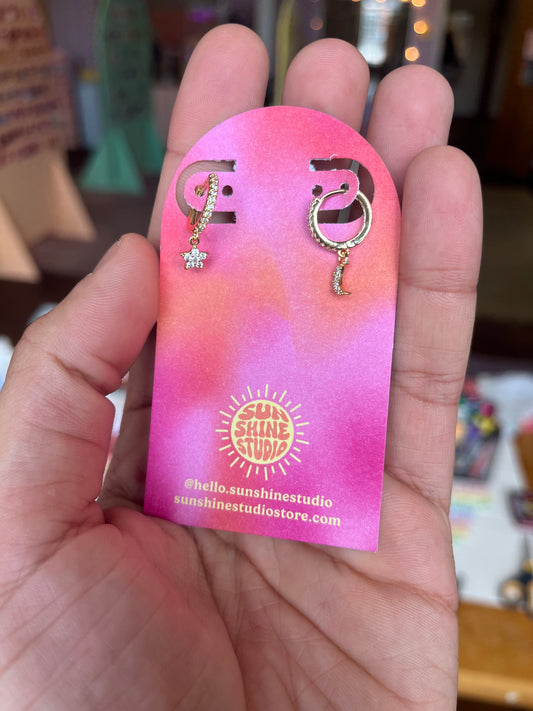 SUN
SHINE
STUDIO
@hello.sunshinestudio
sunshinestudiostore.com